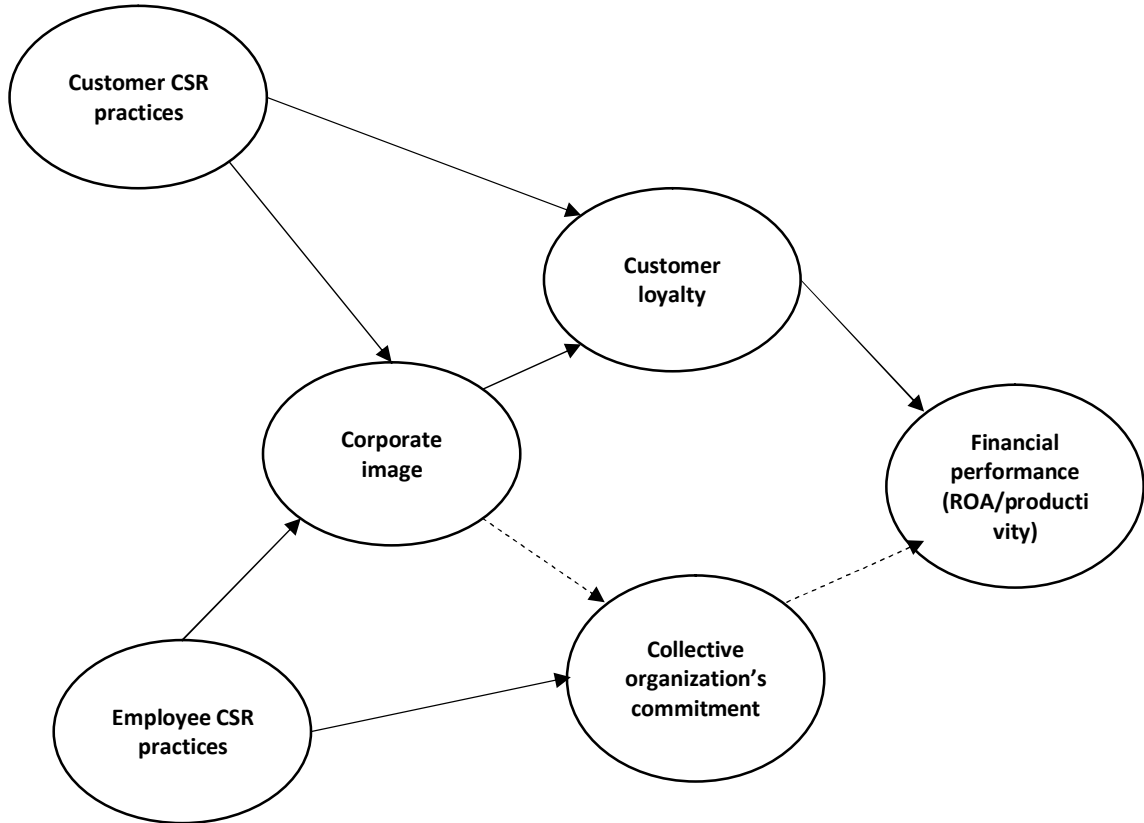 Customer CSR
practices
Customer
loyalty
Corporate
image
Financial
performance
(ROA/producti
vity)
Collective
organization’s
commitment
Employee CSR
practices